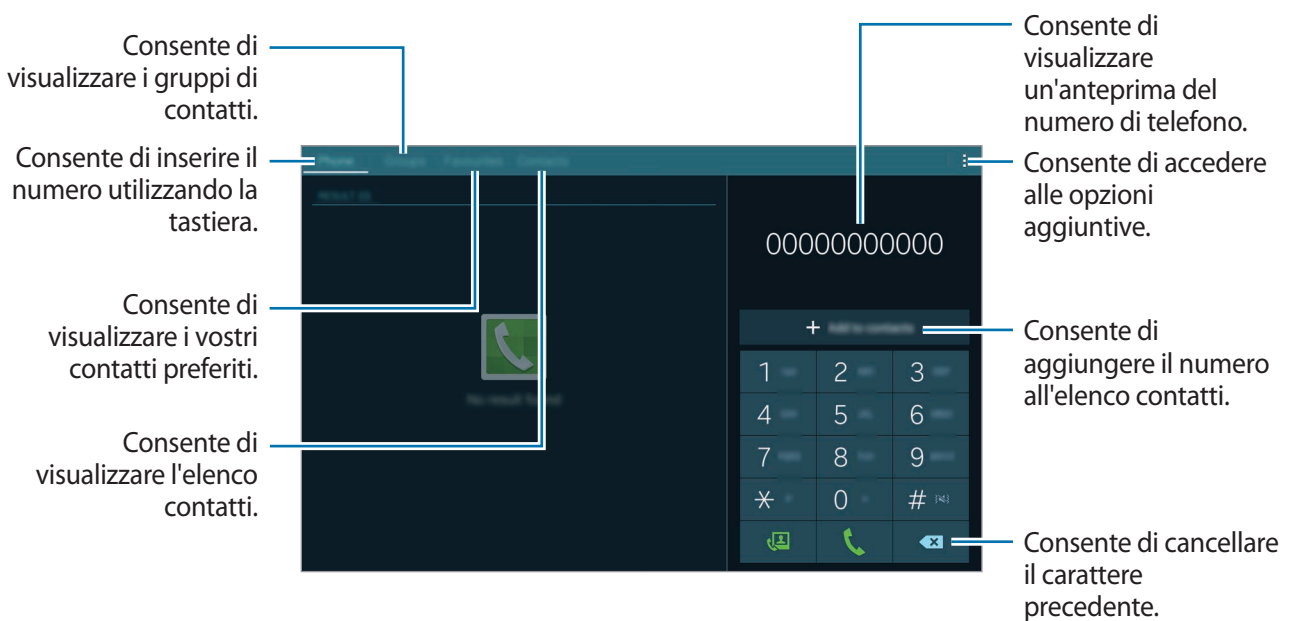 Consente di
visualizzare i gruppi di
contatti.
Consente di inserire il
numero utilizzando la
tastiera.
Consente di
visualizzare i vostri
contatti preferiti.
Consente di
visualizzare l'elenco
contatti.
Phone Groups Favourites Contacts
No result found
00000000000
+ Add to contacts
1
2
3
4
5
6
7
8
9
*
0
#
Consente di
visualizzare
un'anteprima del
numero di telefono.
Consente di accedere
alle opzioni
aggiuntive.
Consente di
aggiungere il numero
all'elenco contatti.
Consente di cancellare
il carattere
precedente.